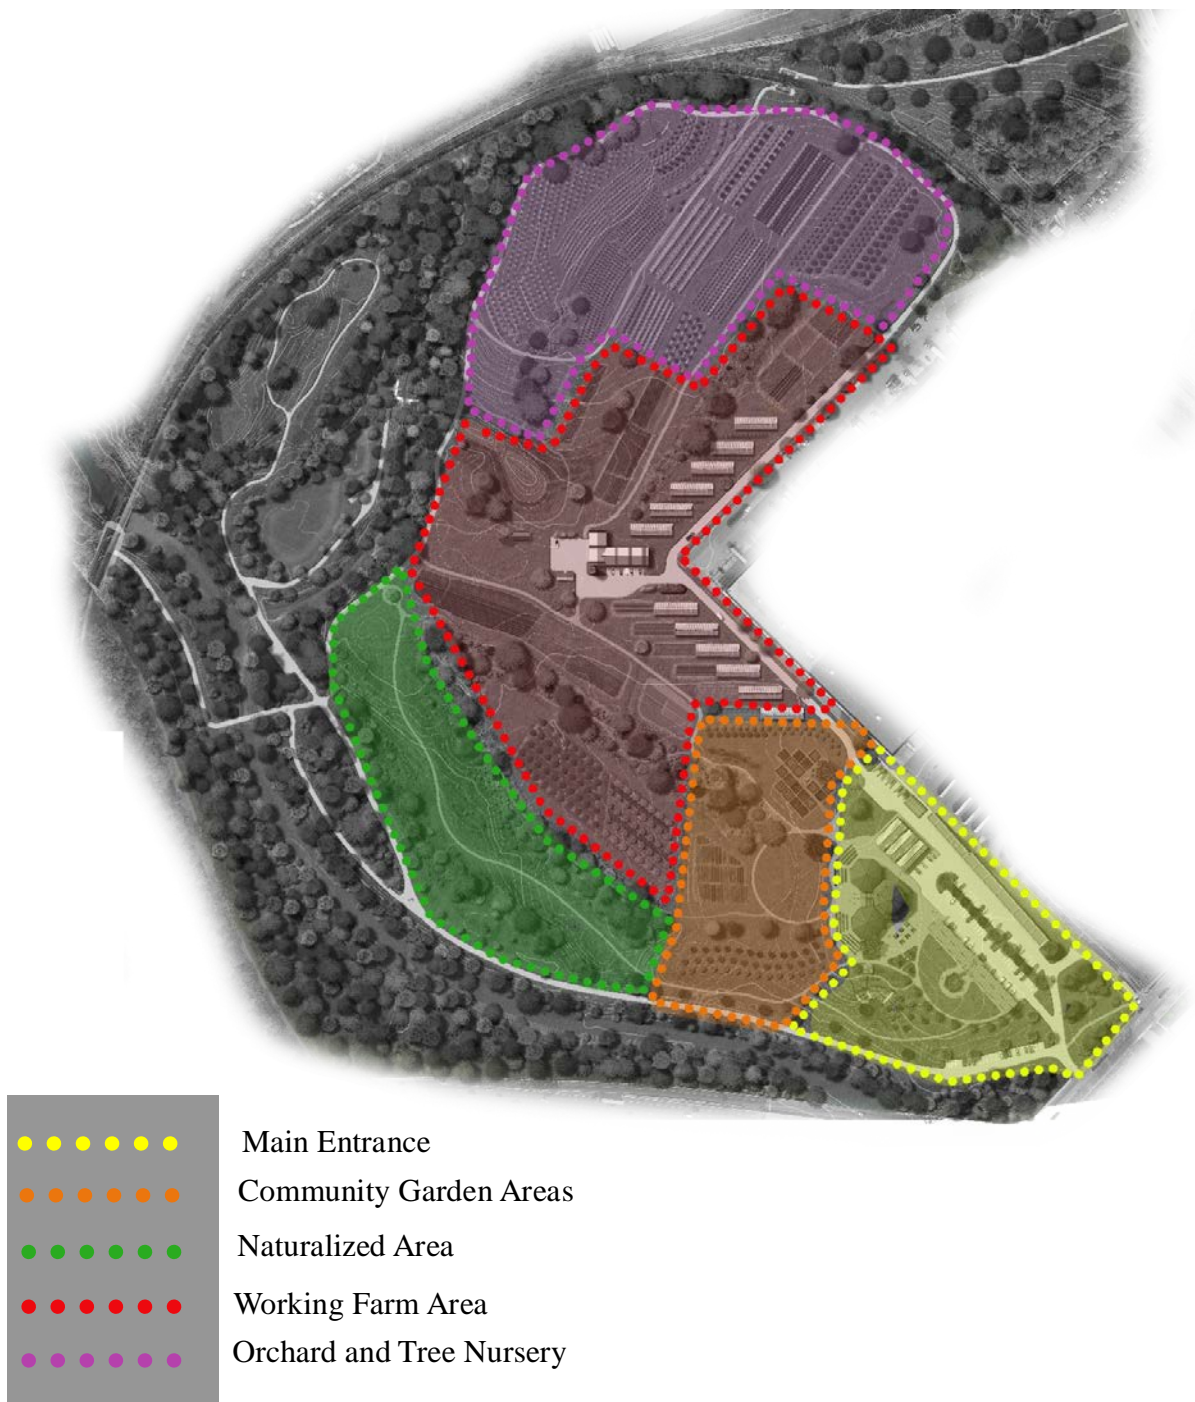 Main Entrance
Community Garden Areas
Naturalized Area
Working Farm Area
Orchard and Tree Nursery